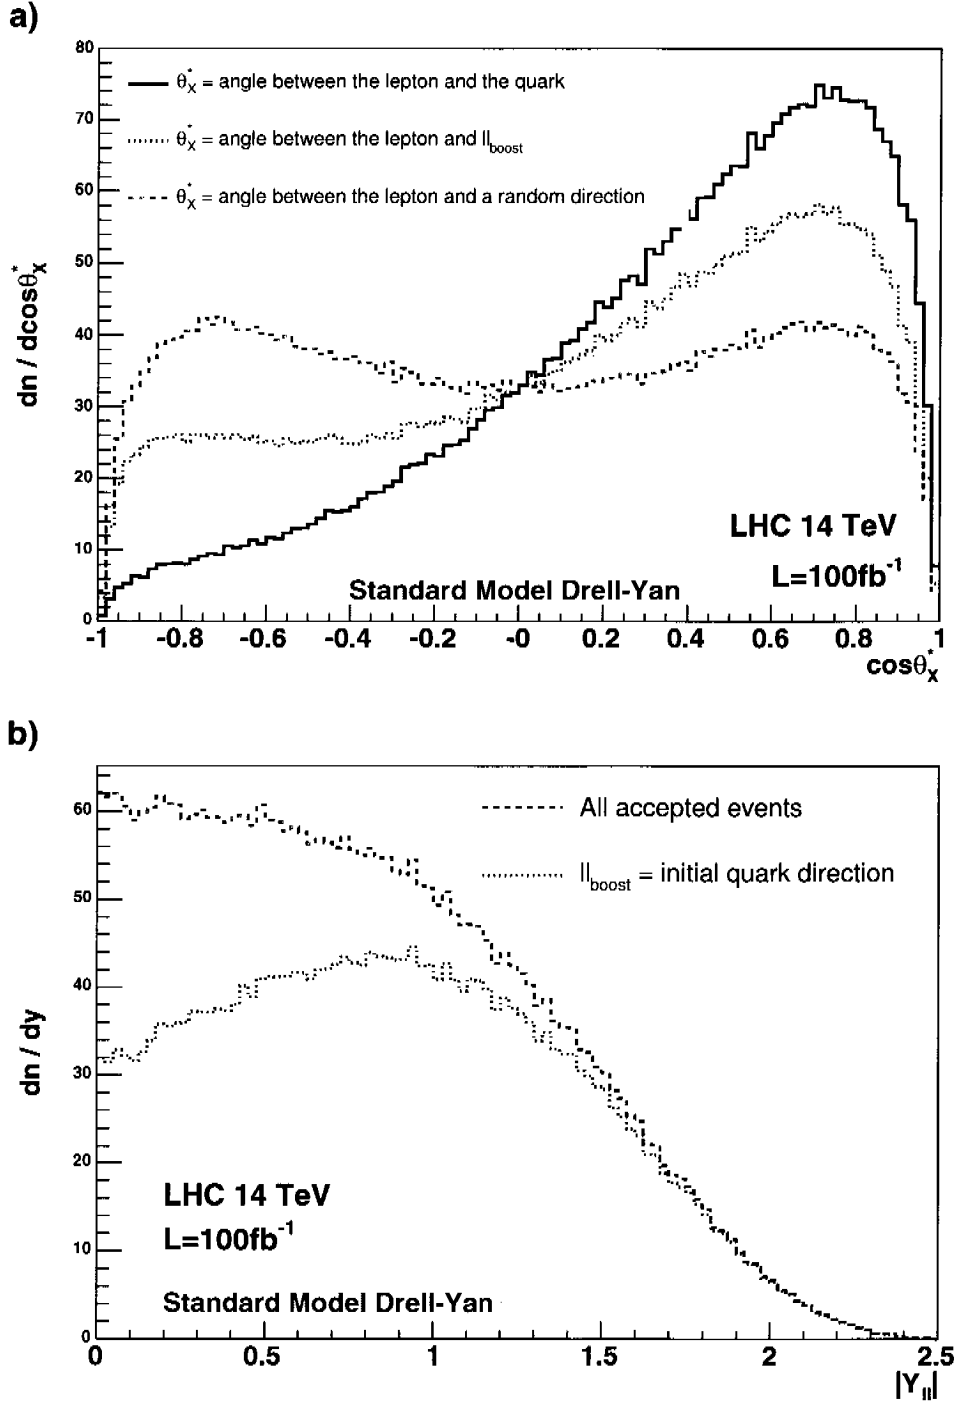 a)
80
70
60
50
40
30
20
10
0
dn / dcosθ*X
θ*X = angle between the lepton and the quark
θ*X = angle between the lepton and llboost
θ*X = angle between the lepton and a random direction
LHC 14 TeV
L=100fb-1
Standard Model Drell-Yan
-1 -0.8 -0.6 -0.4 -0.2 -0 0.2 0.4 0.6 0.8 1
cosθ*X
b)
60
50
40
30
20
10
0
dn / dy
All accepted events
llboost = initial quark direction
LHC 14 TeV
L=100fb-1
Standard Model Drell-Yan
0 0.5 1 1.5 2 2.5
|Yll|